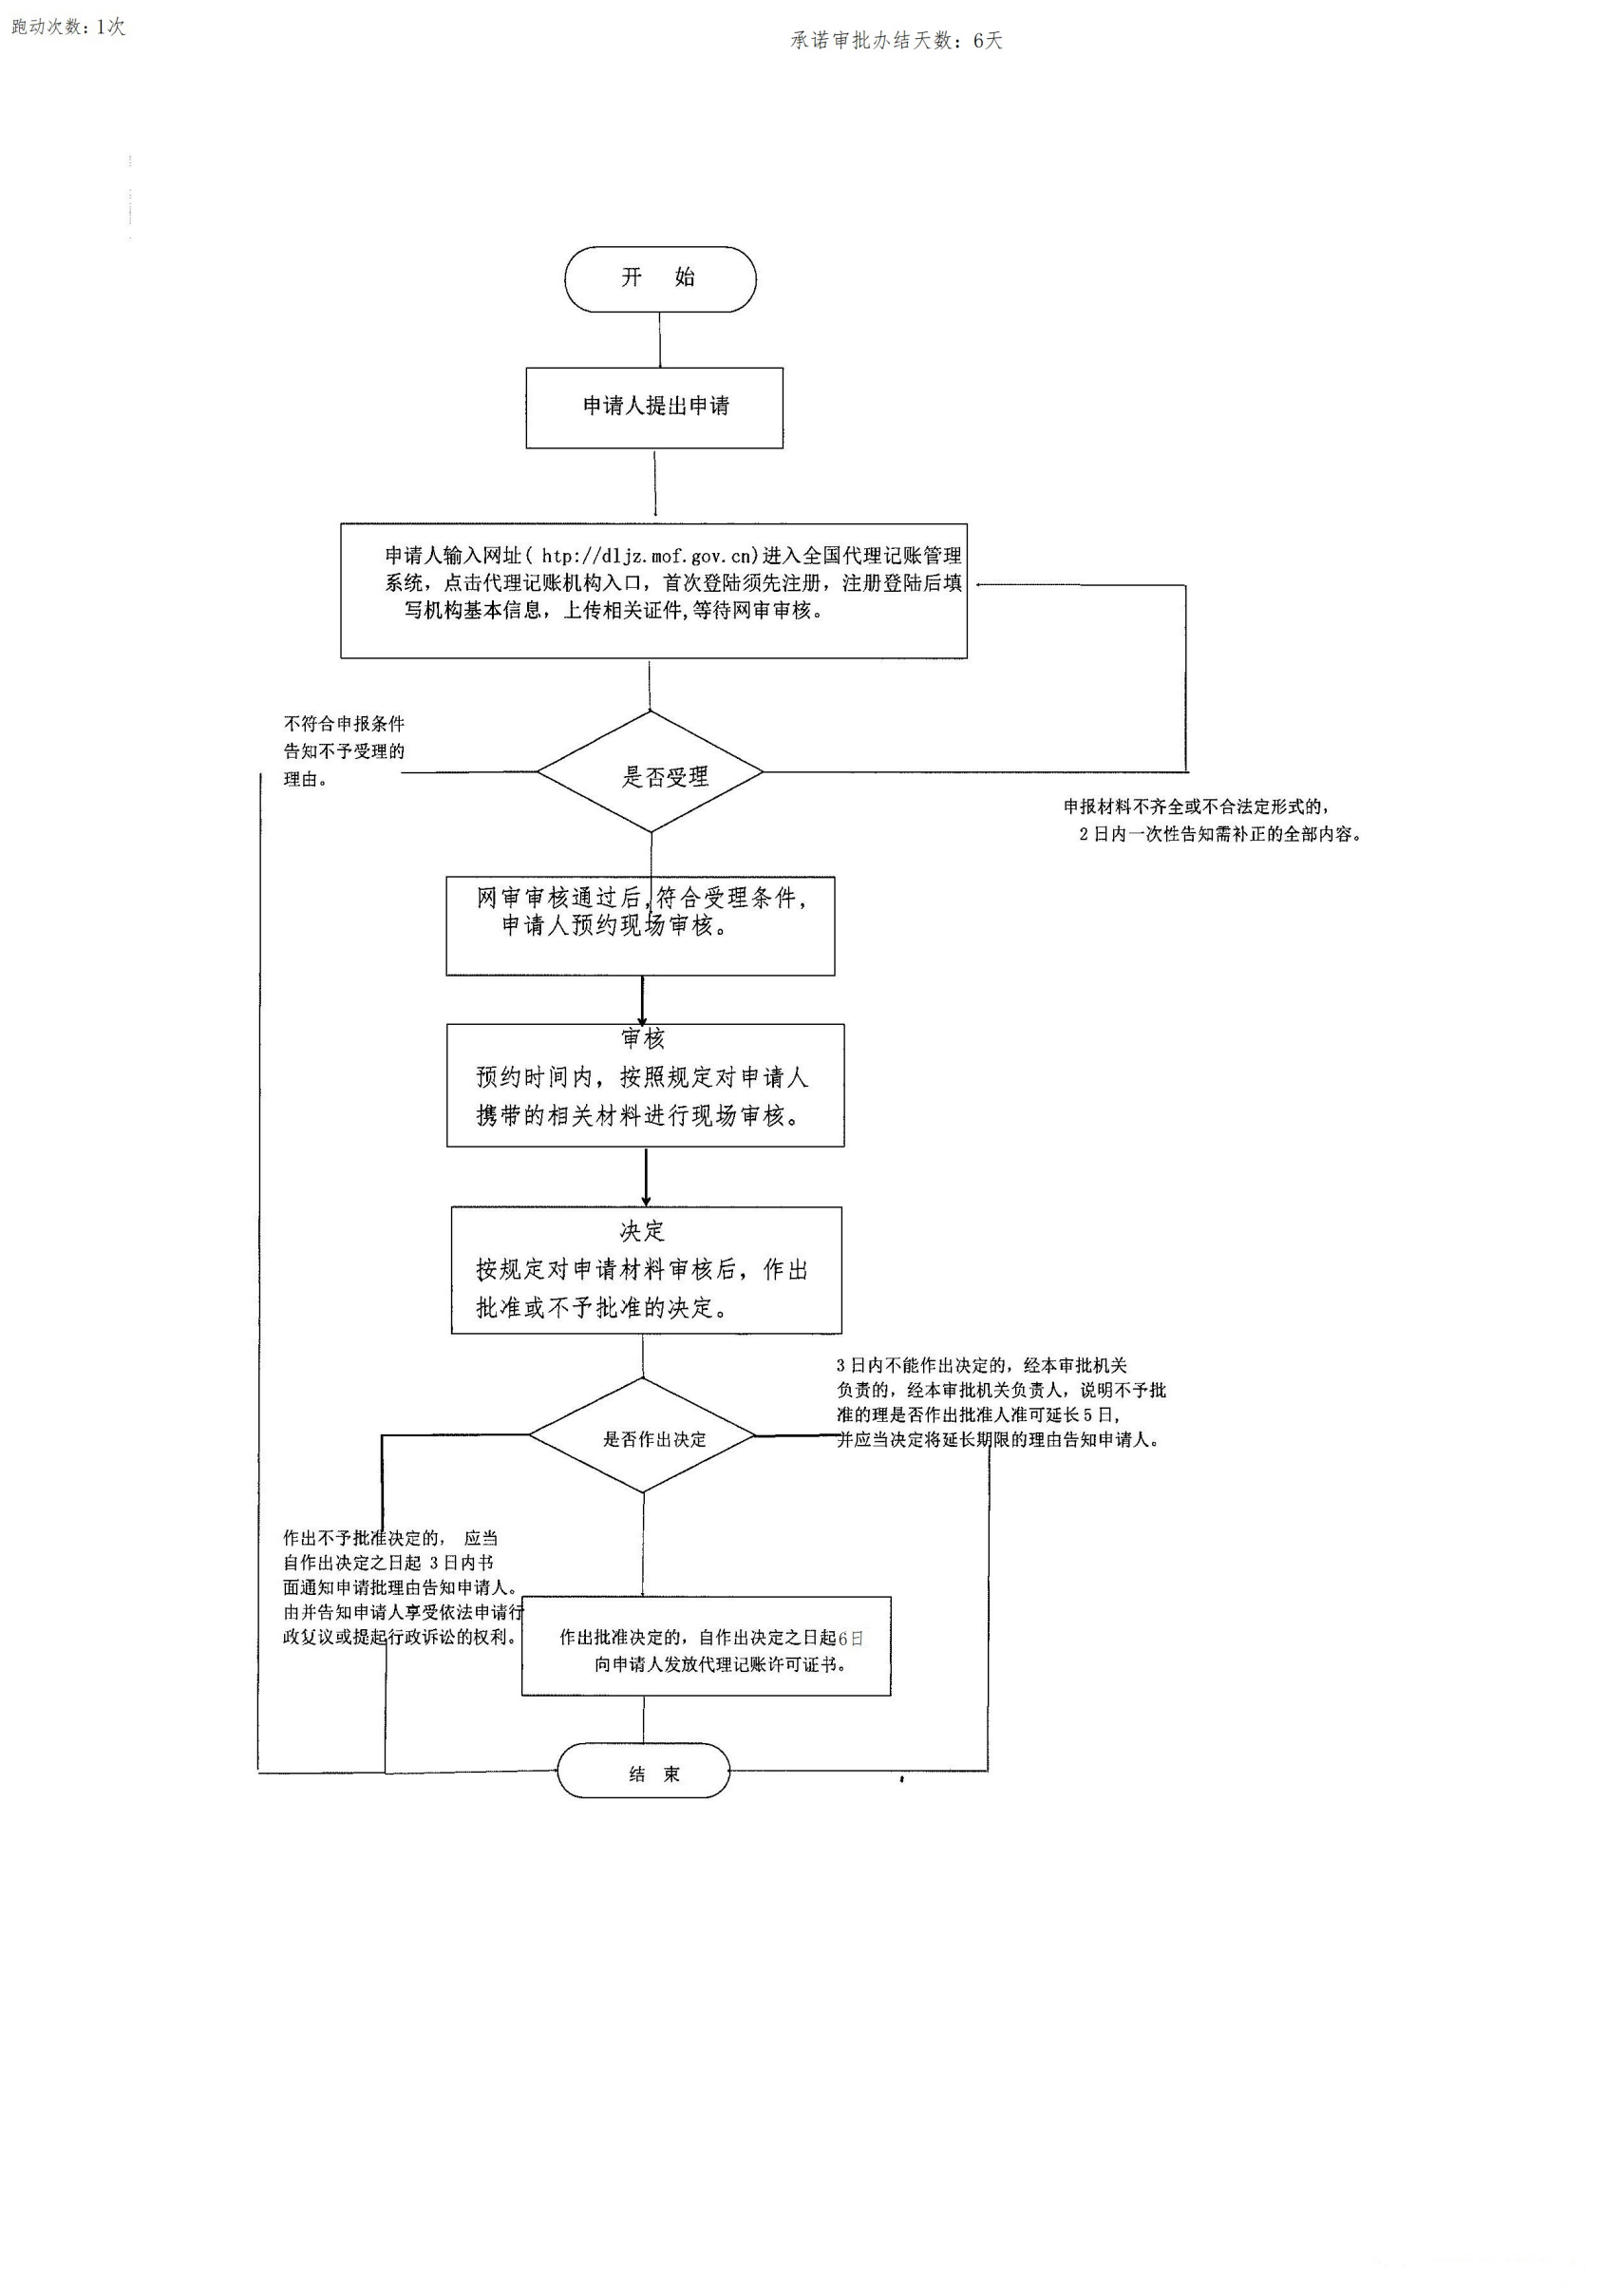 跑动次数：1次
承诺审批办结天数：6天
开 始
申请人提出申请
申请人输入网址( htp://dljz.mof.gov.cn)进入全国代理记账管理
系统，点击代理记账机构入口，首次登陆须先注册，注册登陆后填
写机构基本信息，上传相关证件,等待网审审核。
不符合申报条件
告知不予受理的
理由。
是否受理
申报材料不齐全或不合法定形式的，
2日内一次性告知需补正的全部内容。
网审审核通过后,符合受理条件，
申请人预约现场审核。
审核
预约时间内，按照规定对申请人
携带的相关材料进行现场审核。
决定
按规定对申请材料审核后，作出
批准或不予批准的决定。
3日内不能作出决定的，经本审批机关
负责的，经本审批机关负责人，说明不予批
准的理是否作出批准人准可延长5日，
并应当决定将延长期限的理由告知申请人。
是否作出决定
作出不予批准决定的， 应当
自作出决定之日起 3日内书
面通知申请批理由告知申请人。
由并告知申请人享受依法申请行
政复议或提起行政诉讼的权利。
作出批准决定的，自作出决定之日起6日
向申请人发放代理记账许可证书。
结 束